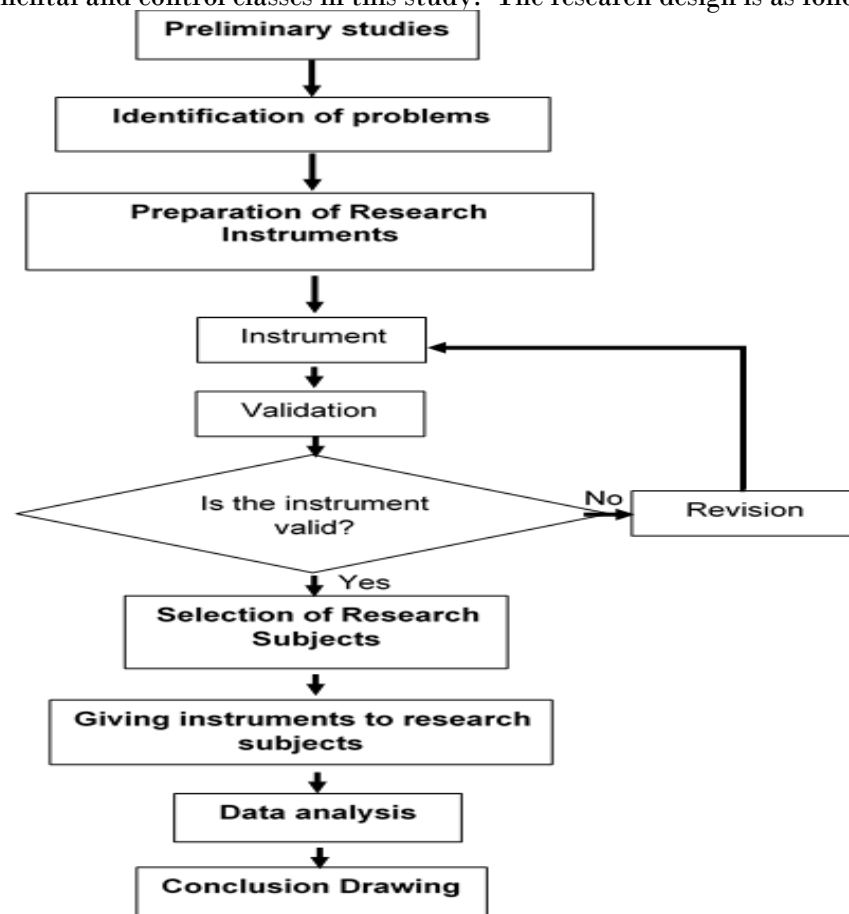 mental and control classes in this study. The research design is as follo
Preliminary studies
Identification of problems
Preparation of Research
Instruments
Instrument
Validation
Is the instrument
valid?
No
Revision
Yes
Selection of Research
Subjects
Giving instruments to research
subjects
Data analysis
Conclusion Drawing